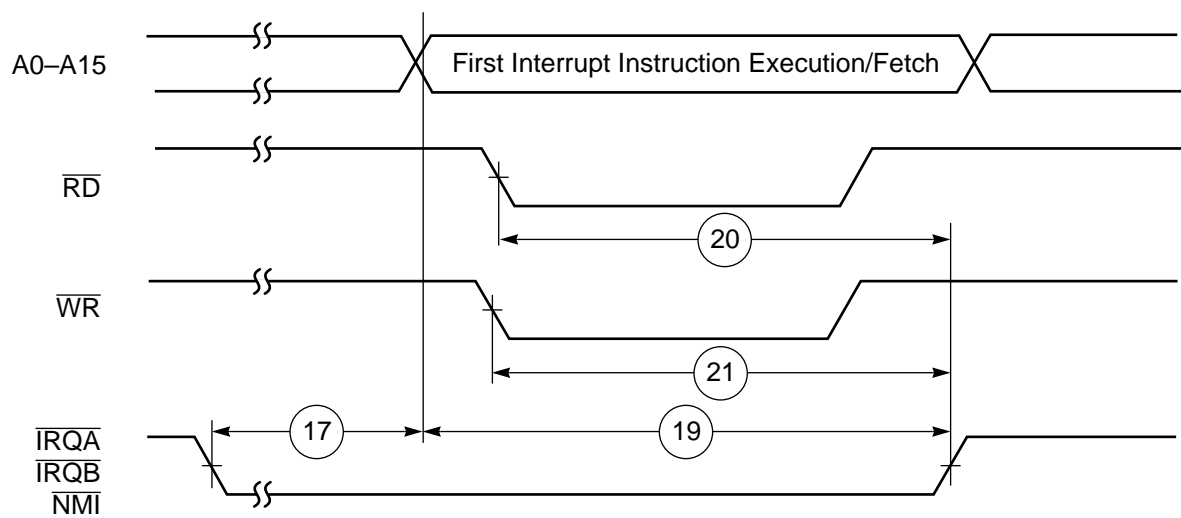 A0–A15
First Interrupt Instruction Execution/Fetch
RD
20
WR
21
17
19
IRQA
IRQB
NMI